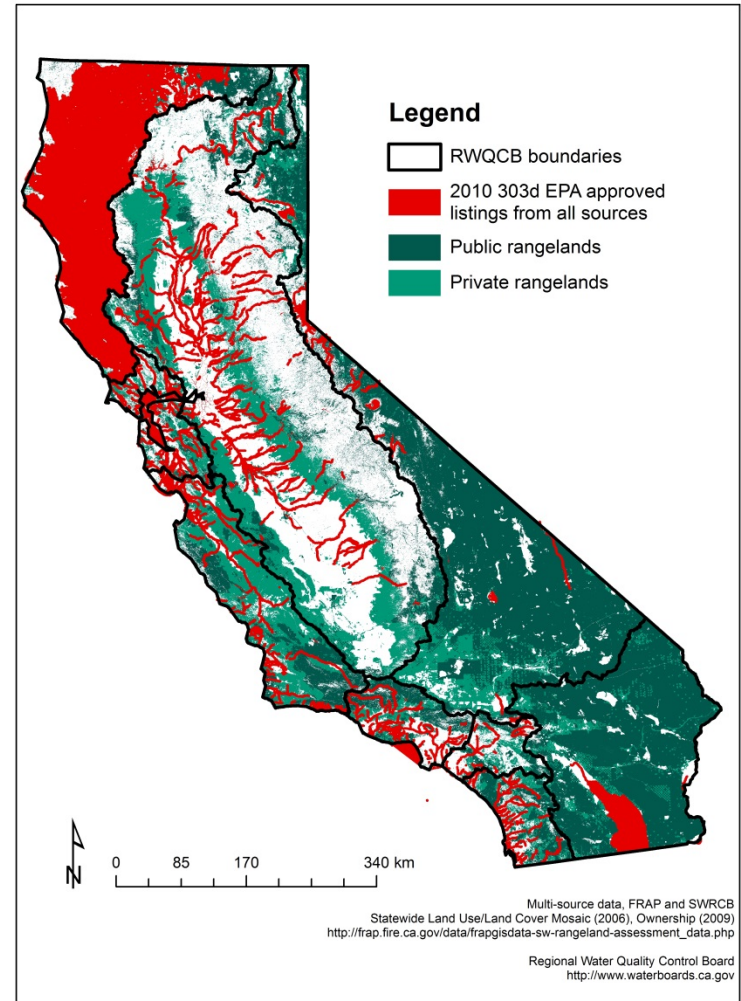 Legend
RWQCB boundaries
2010 303d EPA approved
listings from all sources
Public rangelands
Private rangelands
N
0 85 170 340 km
Multi-source data, FRAP and SWRCB
Statewide Land Use/Land Cover Mosaic (2006), Ownership (2009)
http://frap.fire.ca.gov/data/frapgisdata-sw-rangeland-assessment_data.php
Regional Water Quality Control Board
http://www.waterboards.ca.gov